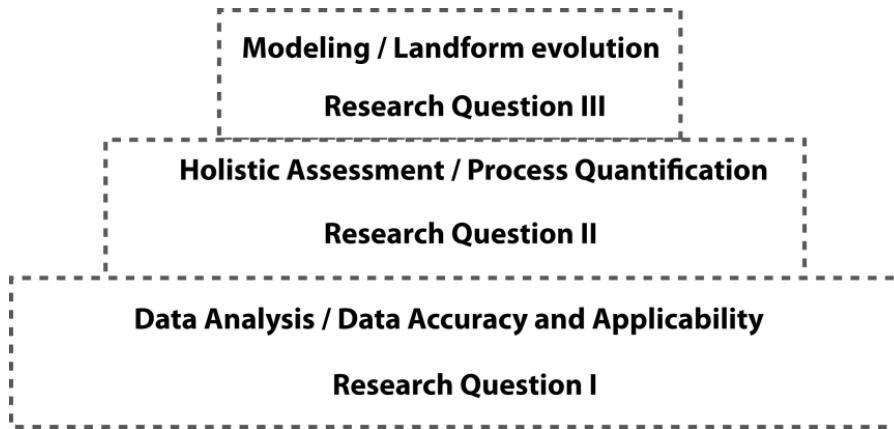 Modeling / Landform evolution
Research Question III
Holistic Assessment / Process Quantification
Research Question II
Data Analysis / Data Accuracy and Applicability
Research Question I